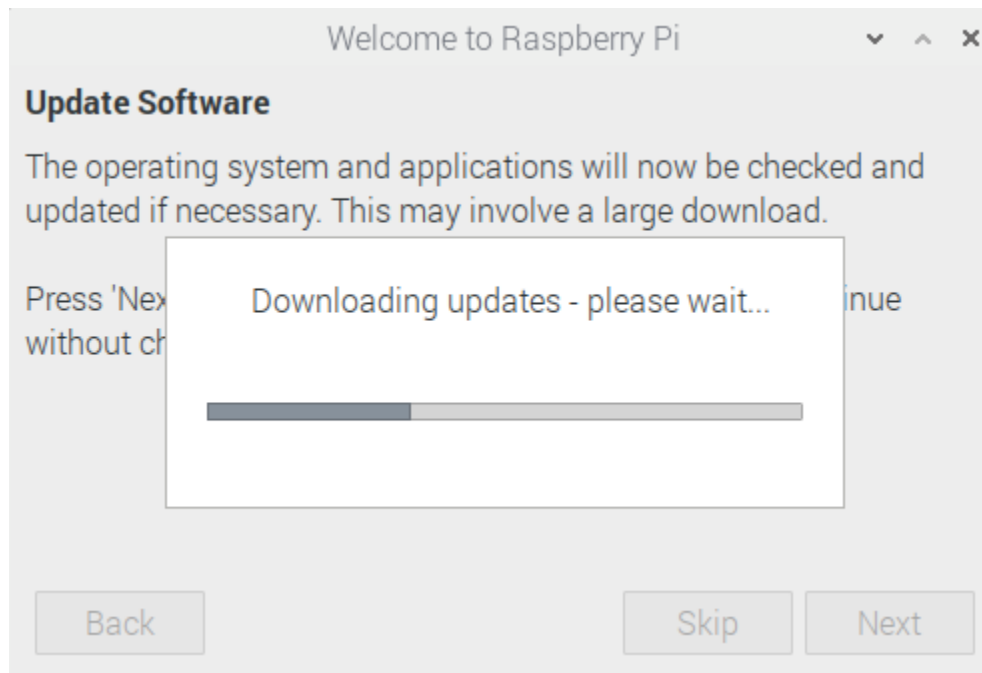 Welcome to Raspberry Pi
Update Software
The operating system and applications will now be checked and
updated if necessary. This may involve a large download.
Press 'Nex
Downloading updates - please wait...
inue
without ch
Back
Skip
Next